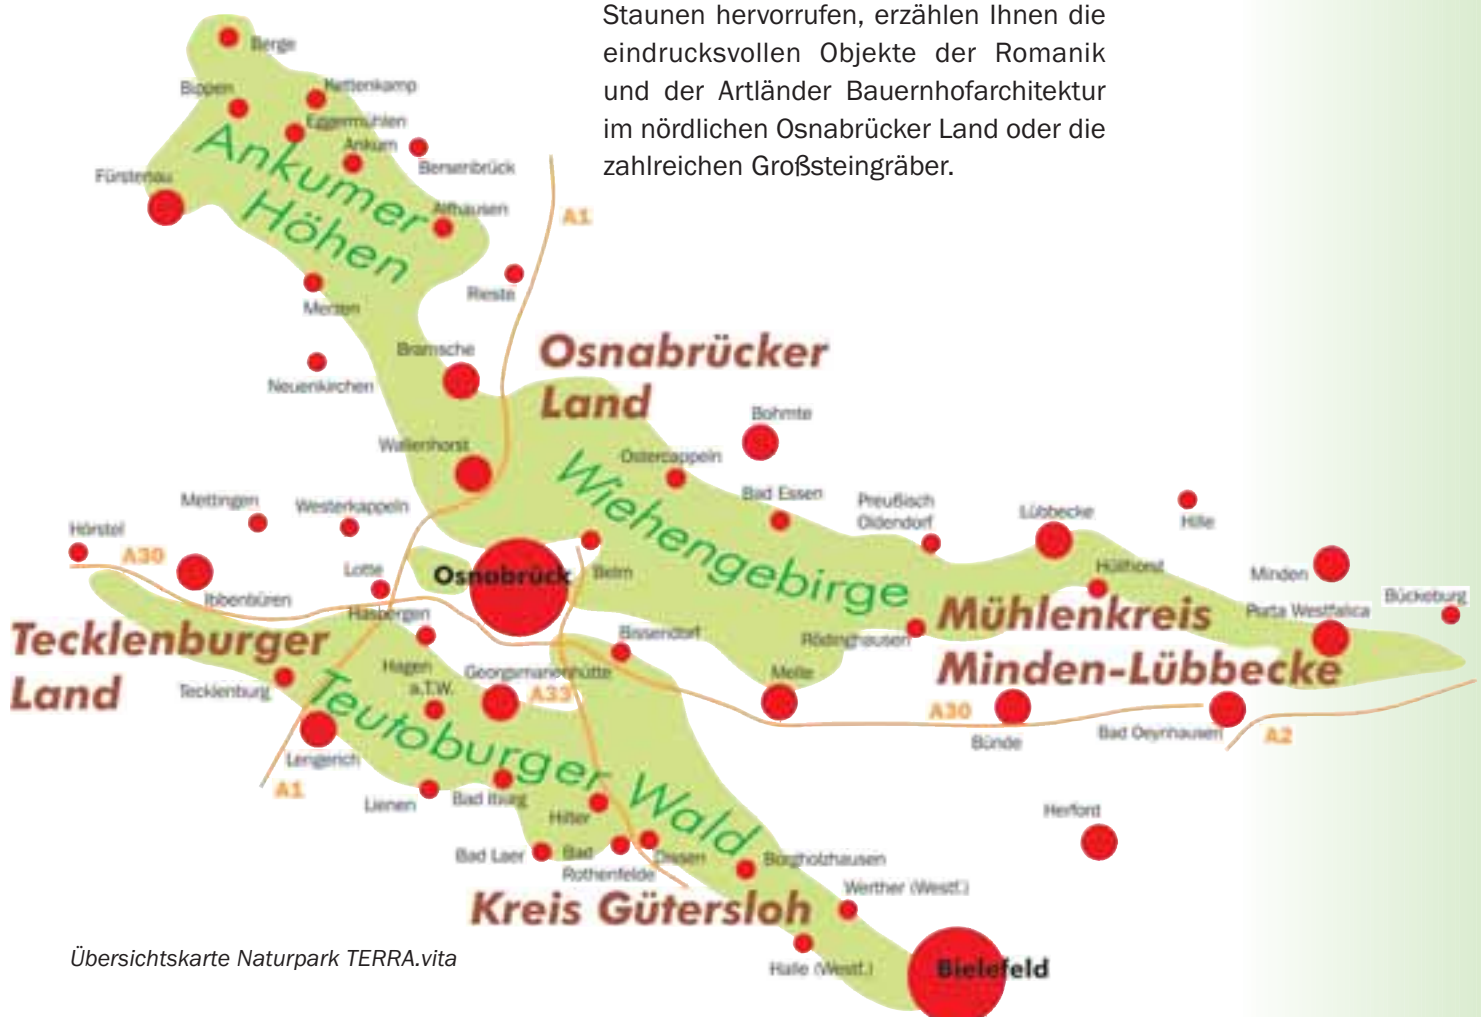 Staunen hervorrufen, erzählen Ihnen die
eindrucksvollen Objekte der Romanik
und der Artländer Bauernhofarchitektur
im nördlichen Osnabrücker Land oder die
zahlreichen Großsteingräber.
Berge
Bippen
Kettenkamp
Eggermühlen
Ankum
Bersenbrück
Fürstenau
Ankumer
Höhen
Alfhausen
A1
Rieste
Merzen
Bramsche
Neuenkirchen
Osnabrücker
Land
Bohmte
Wallenhorst
Ostercappeln
Wiehengebirge
Bad Essen
Preußisch
Oldendorf
Lübbecke
Hille
Mettingen
Westerkappeln
Hörstel
A30
Lotte
Osnabrück
Belm
Hüllhorst
Minden
Bückeburg
Ibbenbüren
Hasbergen
Porta Westfalica
Mühlenkreis
Minden-Lübbecke
Tecklenburger
Land
Bissendorf
Rödinghausen
Hagen
a.T.W.
Georgsmarienhütte
Melle
Tecklenburg
A33
Teutoburger Wald
A30
Bünde
Bad Oeynhausen
A2
Lengerich
A1
Lienen
Bad Iburg
Hilter
Herford
Bad Laer
Bad
Rothenfelde
Dissen
Borgholzhausen
Werther (Westf.)
Kreis Gütersloh
Halle (Westf.)
Bielefeld
Übersichtskarte Naturpark TERRA.vita